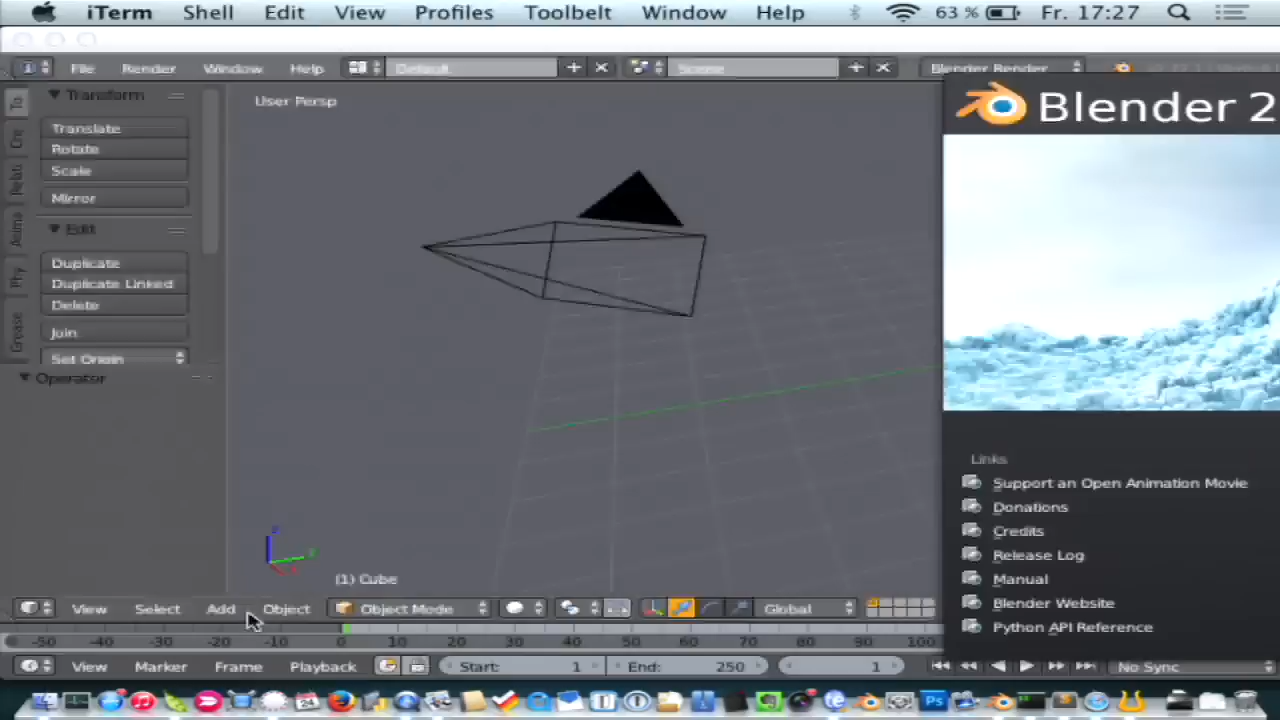 iTerm Shell Edit View Profiles Toolbelt Window Help 63 % Fr. 17:27
File Render Window Help Default Scene Blender Render
Transform
User Persp
Blender 2
Translate
Rotate
Scale
Mirror
Edit
Duplicate
Duplicate Linked
Delete
Join
Set Origin
Operator
Links
Support an Open Animation Movie
Donations
Credits
Release Log
Manual
Blender Website
Python API Reference
(1) Cube
View Select Add Object Object Mode Global
-50 -40 -30 -20 -10 0 10 20 30 40 50 60 70 80 90 100
View Marker Frame Playback Start: 1 End: 250 1 No Sync